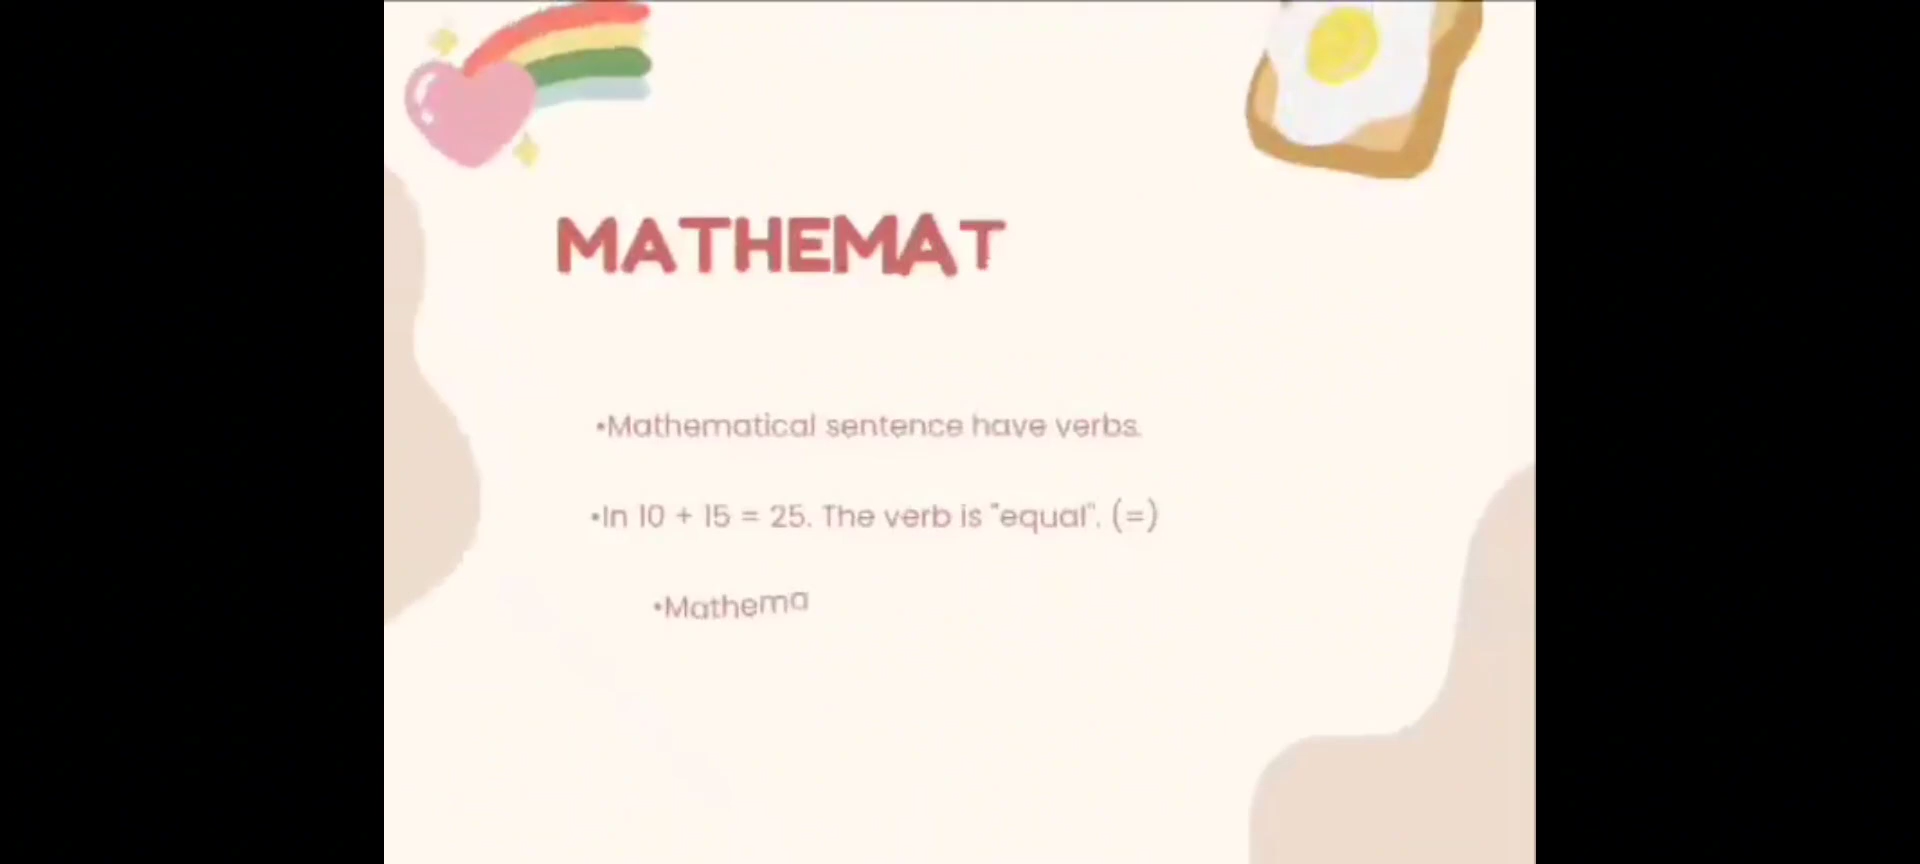 MATHEMAT
•Mathematical sentence have verbs.
•In 10 + 15 = 25. The verb is "equal". (=)
•Mathema